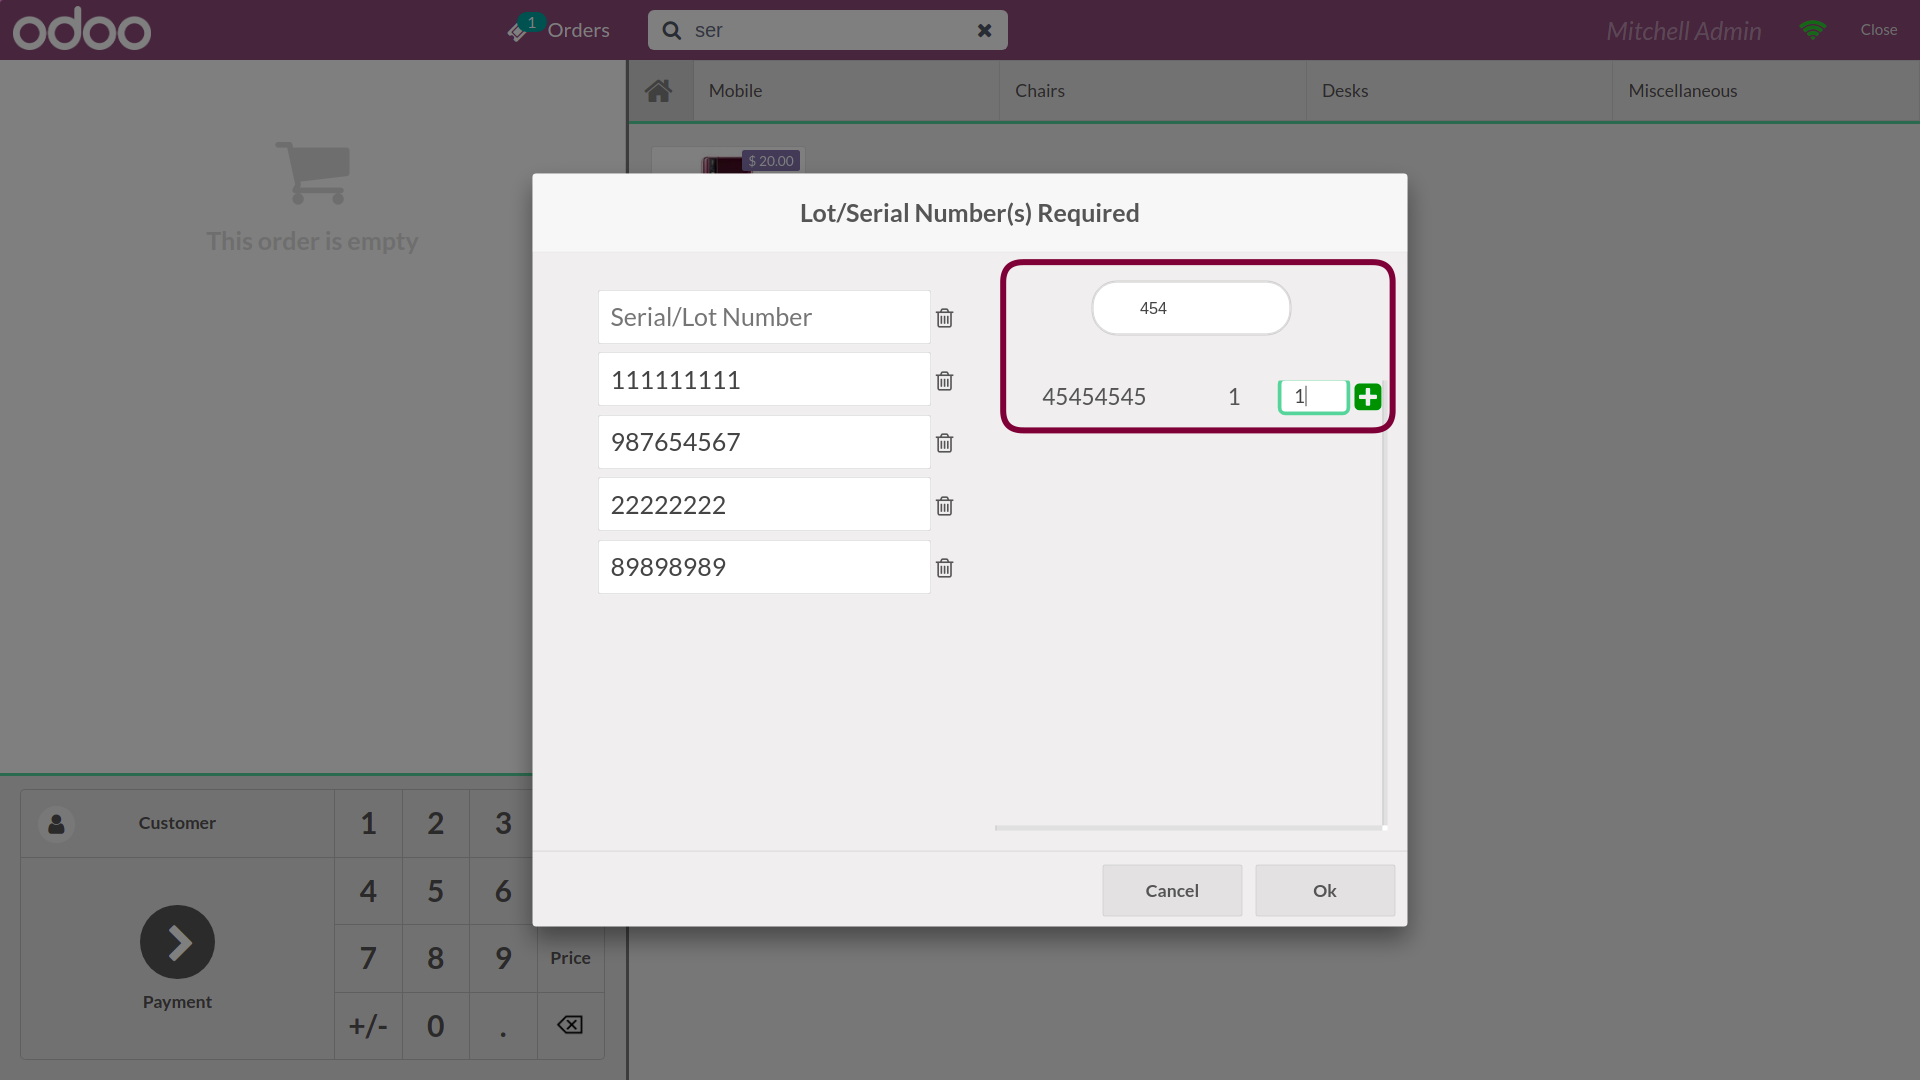 odoo
1
Orders
ser
Mitchell Admin
Close
Mobile
Chairs
Desks
Miscellaneous
$ 20.00
This order is empty
Lot/Serial Number(s) Required
Serial/Lot Number
111111111
987654567
22222222
89898989
454
45454545 1 1
Cancel
Ok
Customer
Payment
1 2 3
4 5 6
7 8 9 Price
+/- 0 .